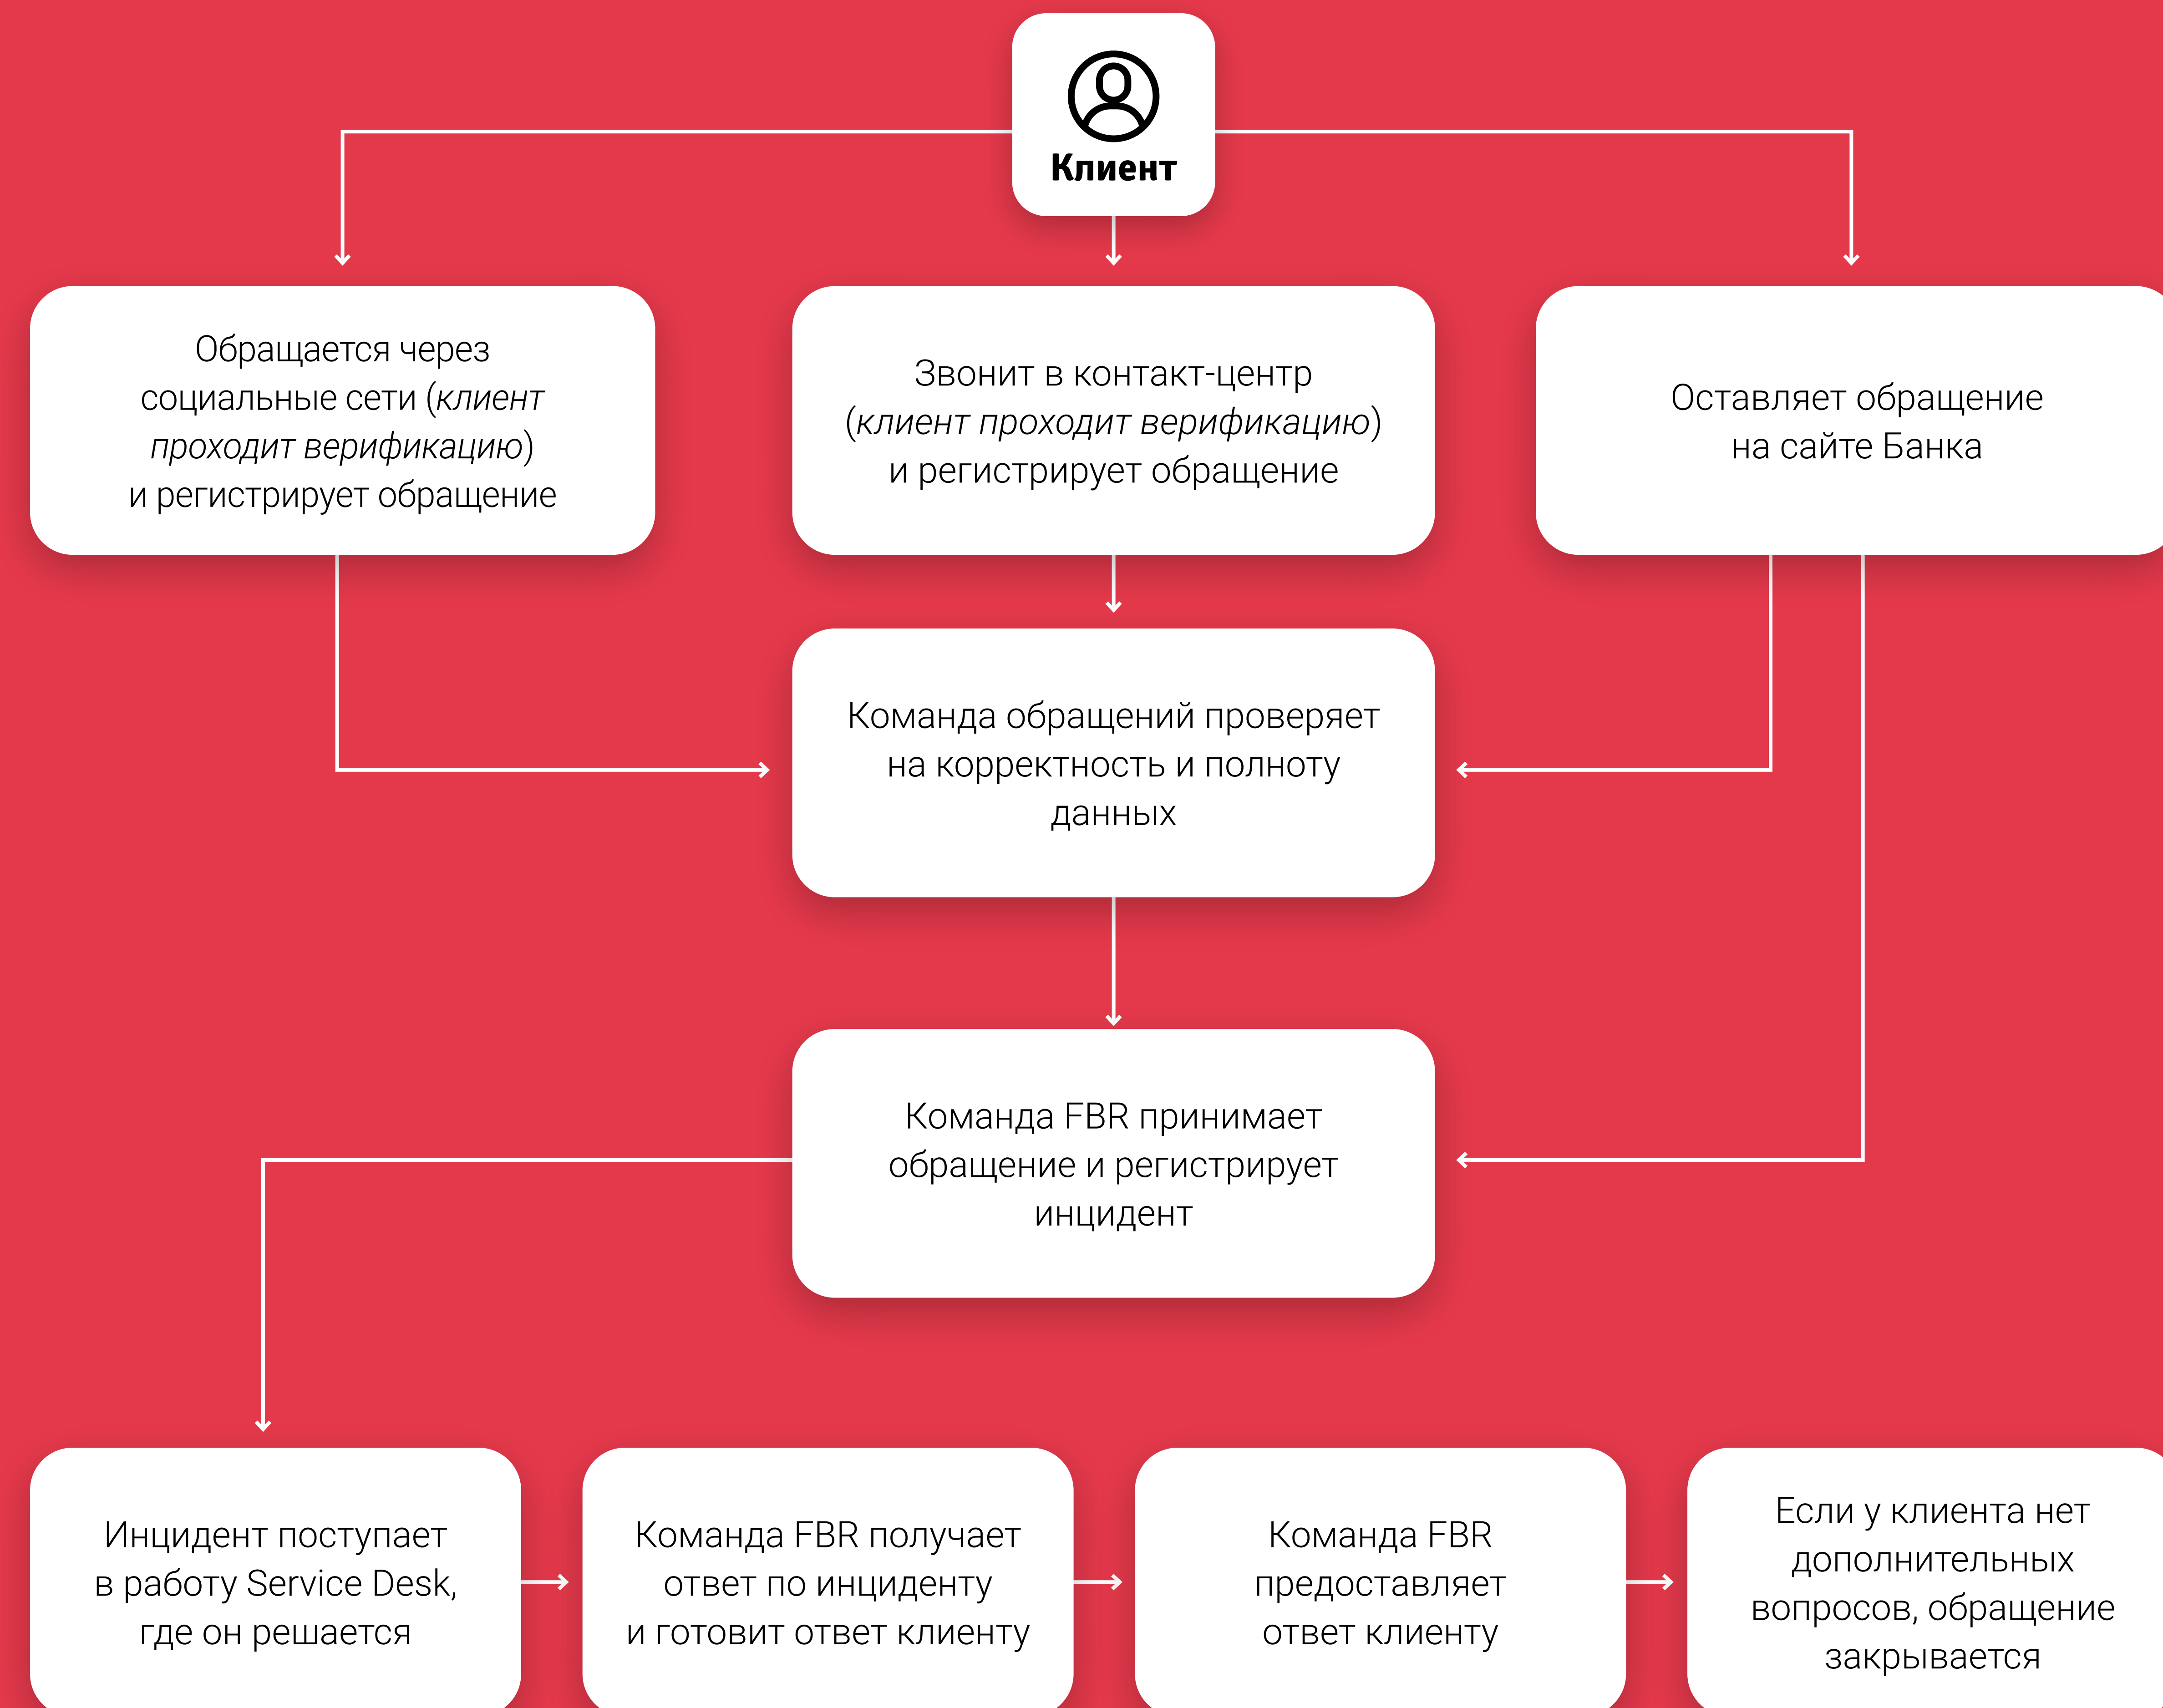 Клиент
Обращается через
социальные сети (клиент
проходит верификацию)
и регистрирует обращение
Звонит в контакт-центр
(клиент проходит верификацию)
и регистрирует обращение
Оставляет обращение
на сайте Банка
Команда обращений проверяет
на корректность и полноту
данных
Команда FBR принимает
обращение и регистрирует
инцидент
Инцидент поступает
в работу Service Desk,
где он решается
Команда FBR получает
ответ по инциденту
и готовит ответ клиенту
Команда FBR
предоставляет
ответ клиенту
Если у клиента нет
дополнительных
вопросов, обращение
закрывается